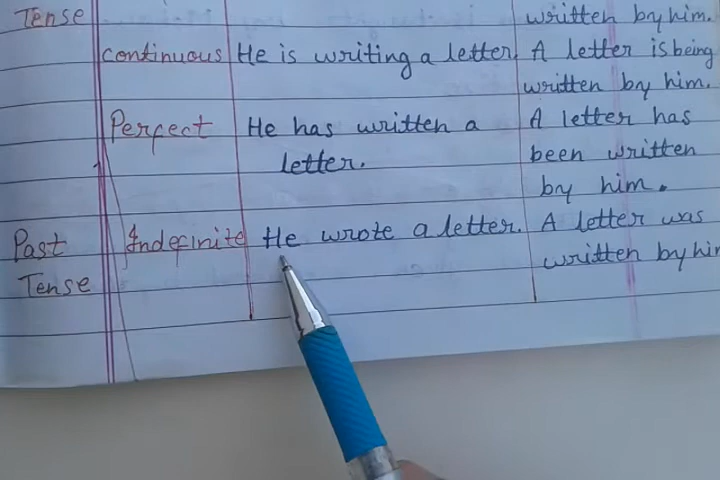 Tense written by him.
continuous He is writing a letter. A letter is being
written by him.
Perfect He has written a A letter has
letter. been written
by him.
Past Indefinite He wrote a letter. A letter was
Tense written by hi